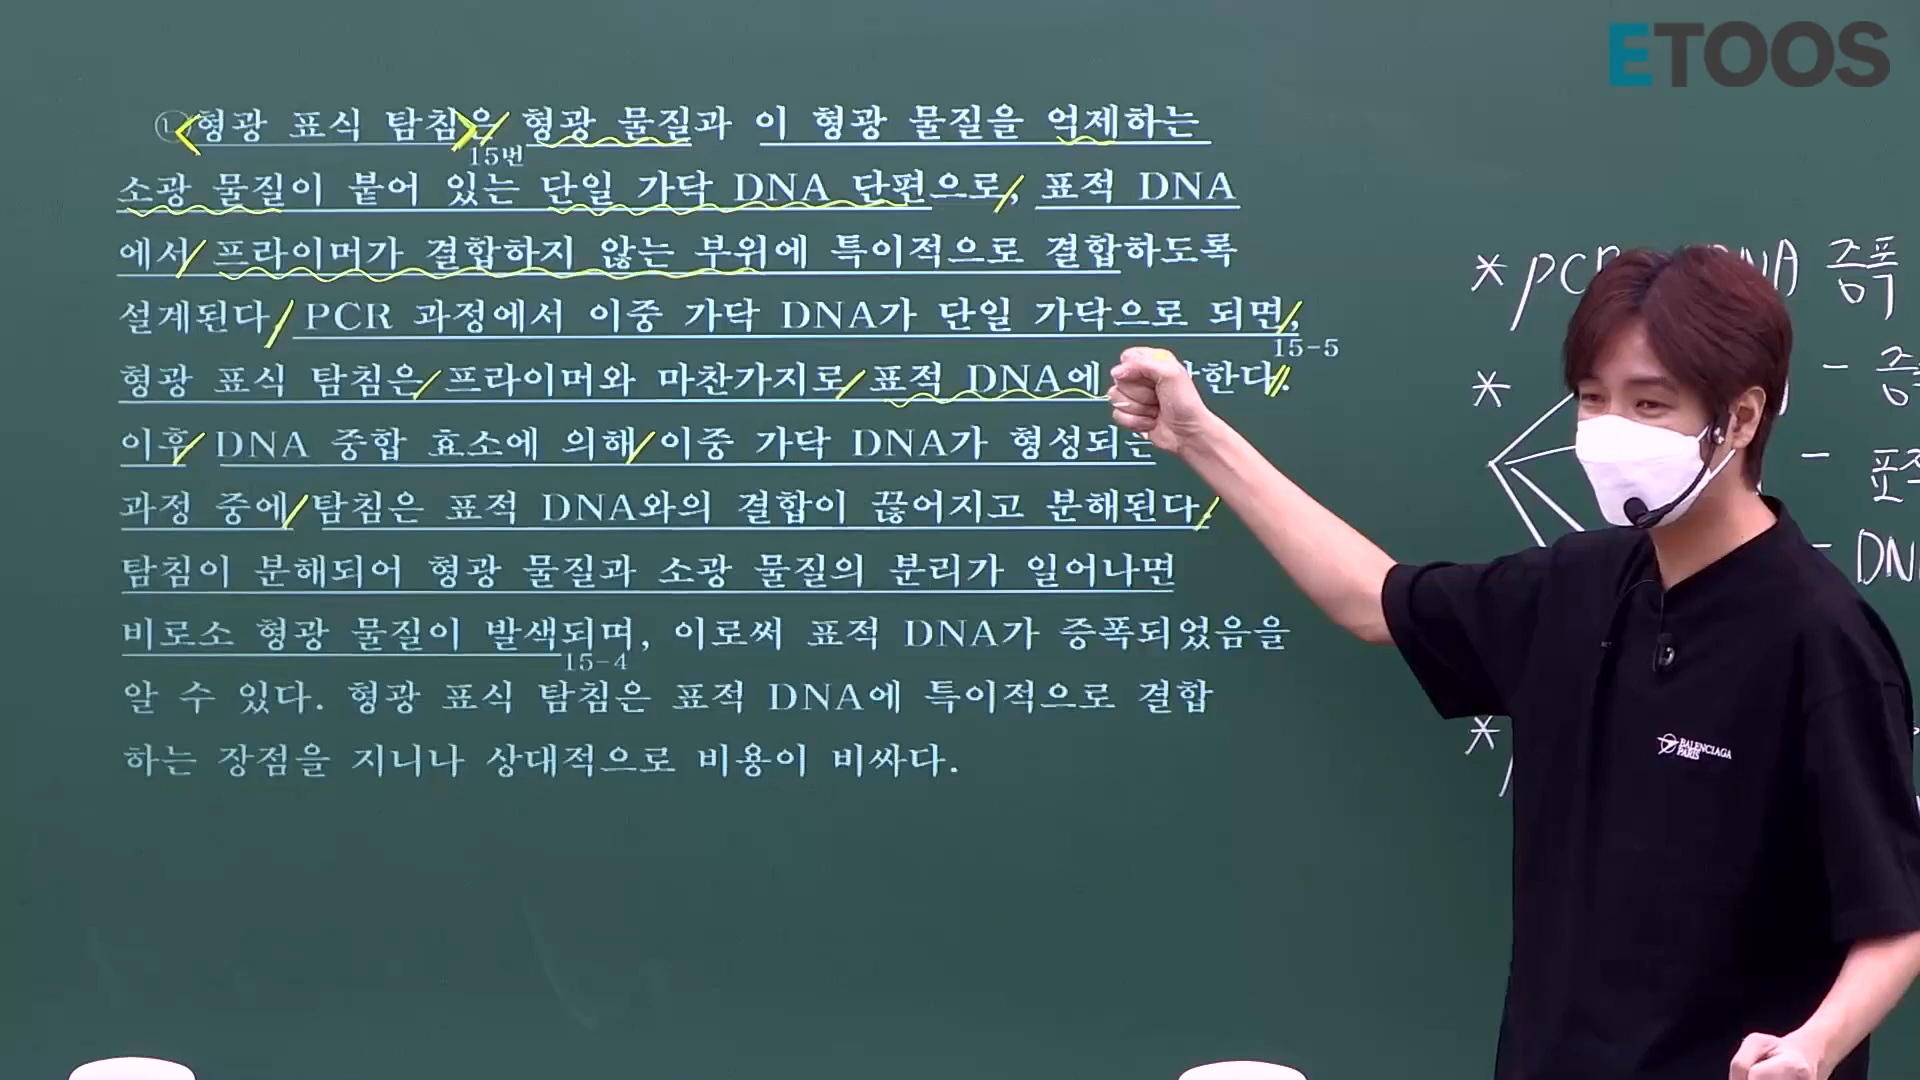 ETOOS
① 형광 표식 탐침은 형광 물질과 이 형광 물질을 억제하는
15번
소광 물질이 붙어 있는 단일 가닥 DNA 단편으로, 표적 DNA
에서 프라이머가 결합하지 않는 부위에 특이적으로 결합하도록
설계된다. PCR 과정에서 이중 가닥 DNA가 단일 가닥으로 되면,
15-5
형광 표식 탐침은 프라이머와 마찬가지로 표적 DNA에 한다.
이후 DNA 중합 효소에 의해 이중 가닥 DNA가 형성되는
과정 중에 탐침은 표적 DNA와의 결합이 끊어지고 분해된다.
탐침이 분해되어 형광 물질과 소광 물질의 분리가 일어나면
비로소 형광 물질이 발색되며, 이로써 표적 DNA가 증폭되었음을
15-4
알 수 있다. 형광 표식 탐침은 표적 DNA에 특이적으로 결합
하는 장점을 지니나 상대적으로 비용이 비싸다.
* PCR DNA 증폭
*
- 표적
- DNA
*
BALENCIAGA
PARIS